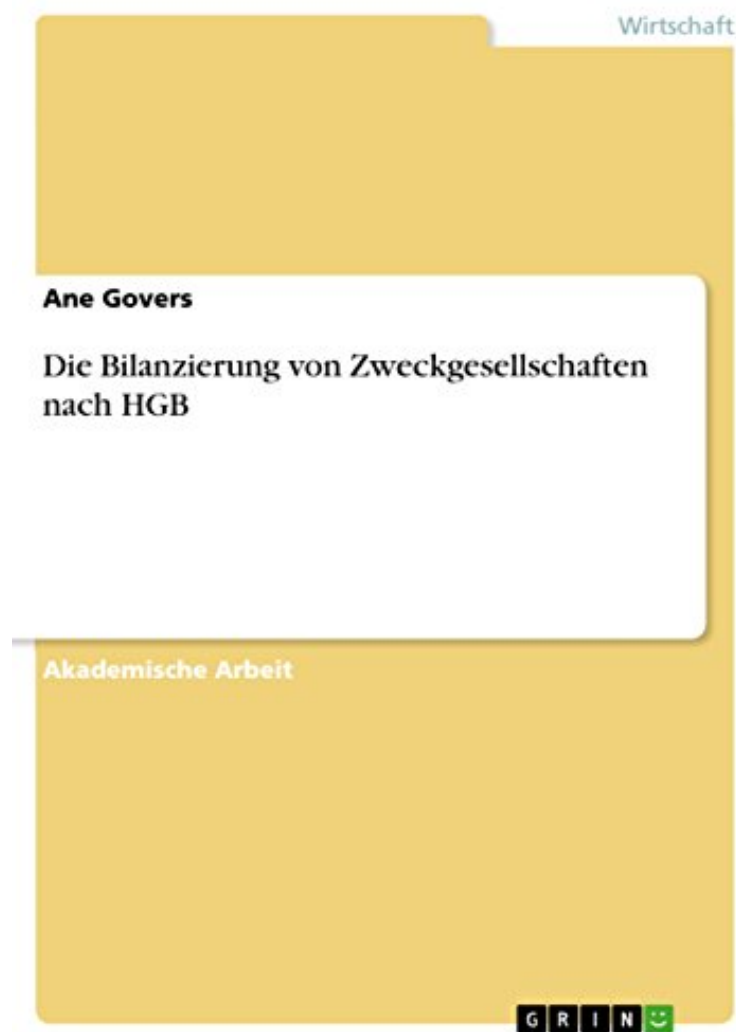 Wirtschaft
Ane Govers
Die Bilanzierung von Zweckgesellschaften
nach HGB
Akademische Arbeit
GRIN